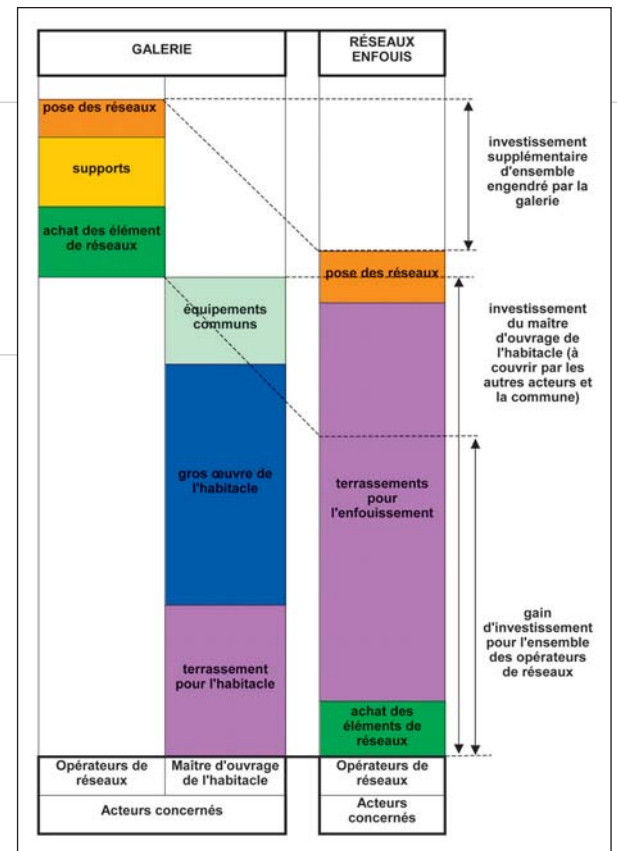 GALERIE
RÉSEAUX
ENFOUIS
pose des réseaux
supports
achat des élément
de réseaux
équipements
communs
gros œuvre de
l'habitacle
terrassement
pour l'habitacle
pose des réseaux
terrassements
pour
l'enfouissement
achat des
éléments de
réseaux
investissement
supplémentaire
d'ensemble
engendré par la
galerie
investissement
du maître
d'ouvrage de
l'habitacle (à
couvrir par les
autres acteurs et
la commune)
gain
d'investissement
pour l'ensemble
des opérateurs
de réseaux
Opérateurs de
réseaux
Maître d'ouvrage
de l'habitacle
Opérateurs de
réseaux
Acteurs concernés
Acteurs
concernés